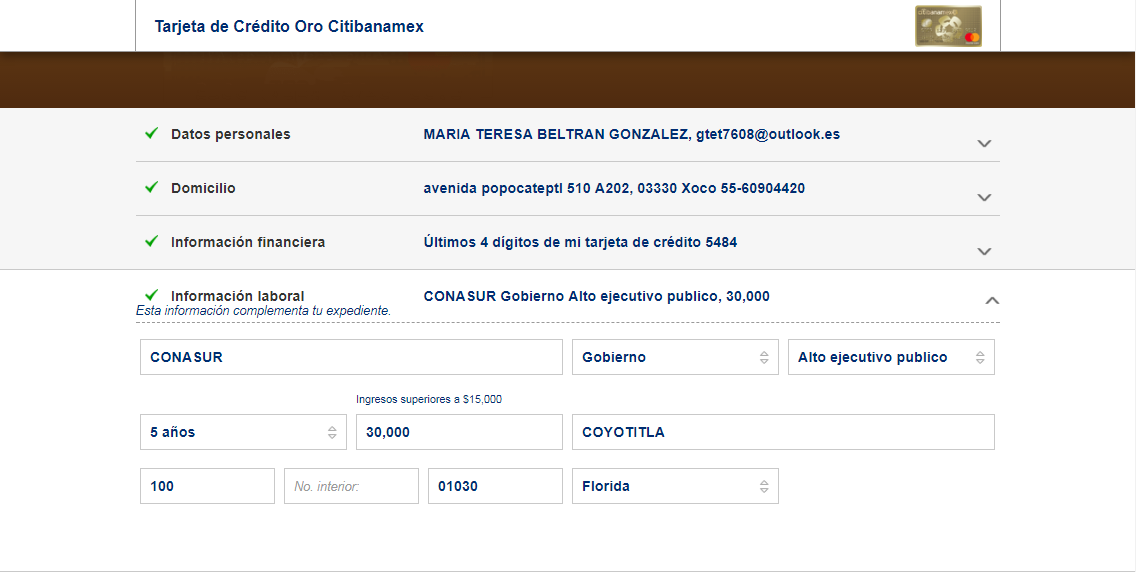 Tarjeta de Crédito Oro Citibanamex
Datos personales MARIA TERESA BELTRAN GONZALEZ, gtet7608@outlook.es
Domicilio avenida popocateptl 510 A202, 03330 Xoco 55-60904420
Información financiera Últimos 4 dígitos de mi tarjeta de crédito 5484
Información laboral CONASUR Gobierno Alto ejecutivo publico, 30,000
Esta información complementa tu expediente.
CONASUR Gobierno Alto ejecutivo publico
Ingresos superiores a $15,000
5 años 30,000 COYOTITLA
100 No. interior: 01030 Florida